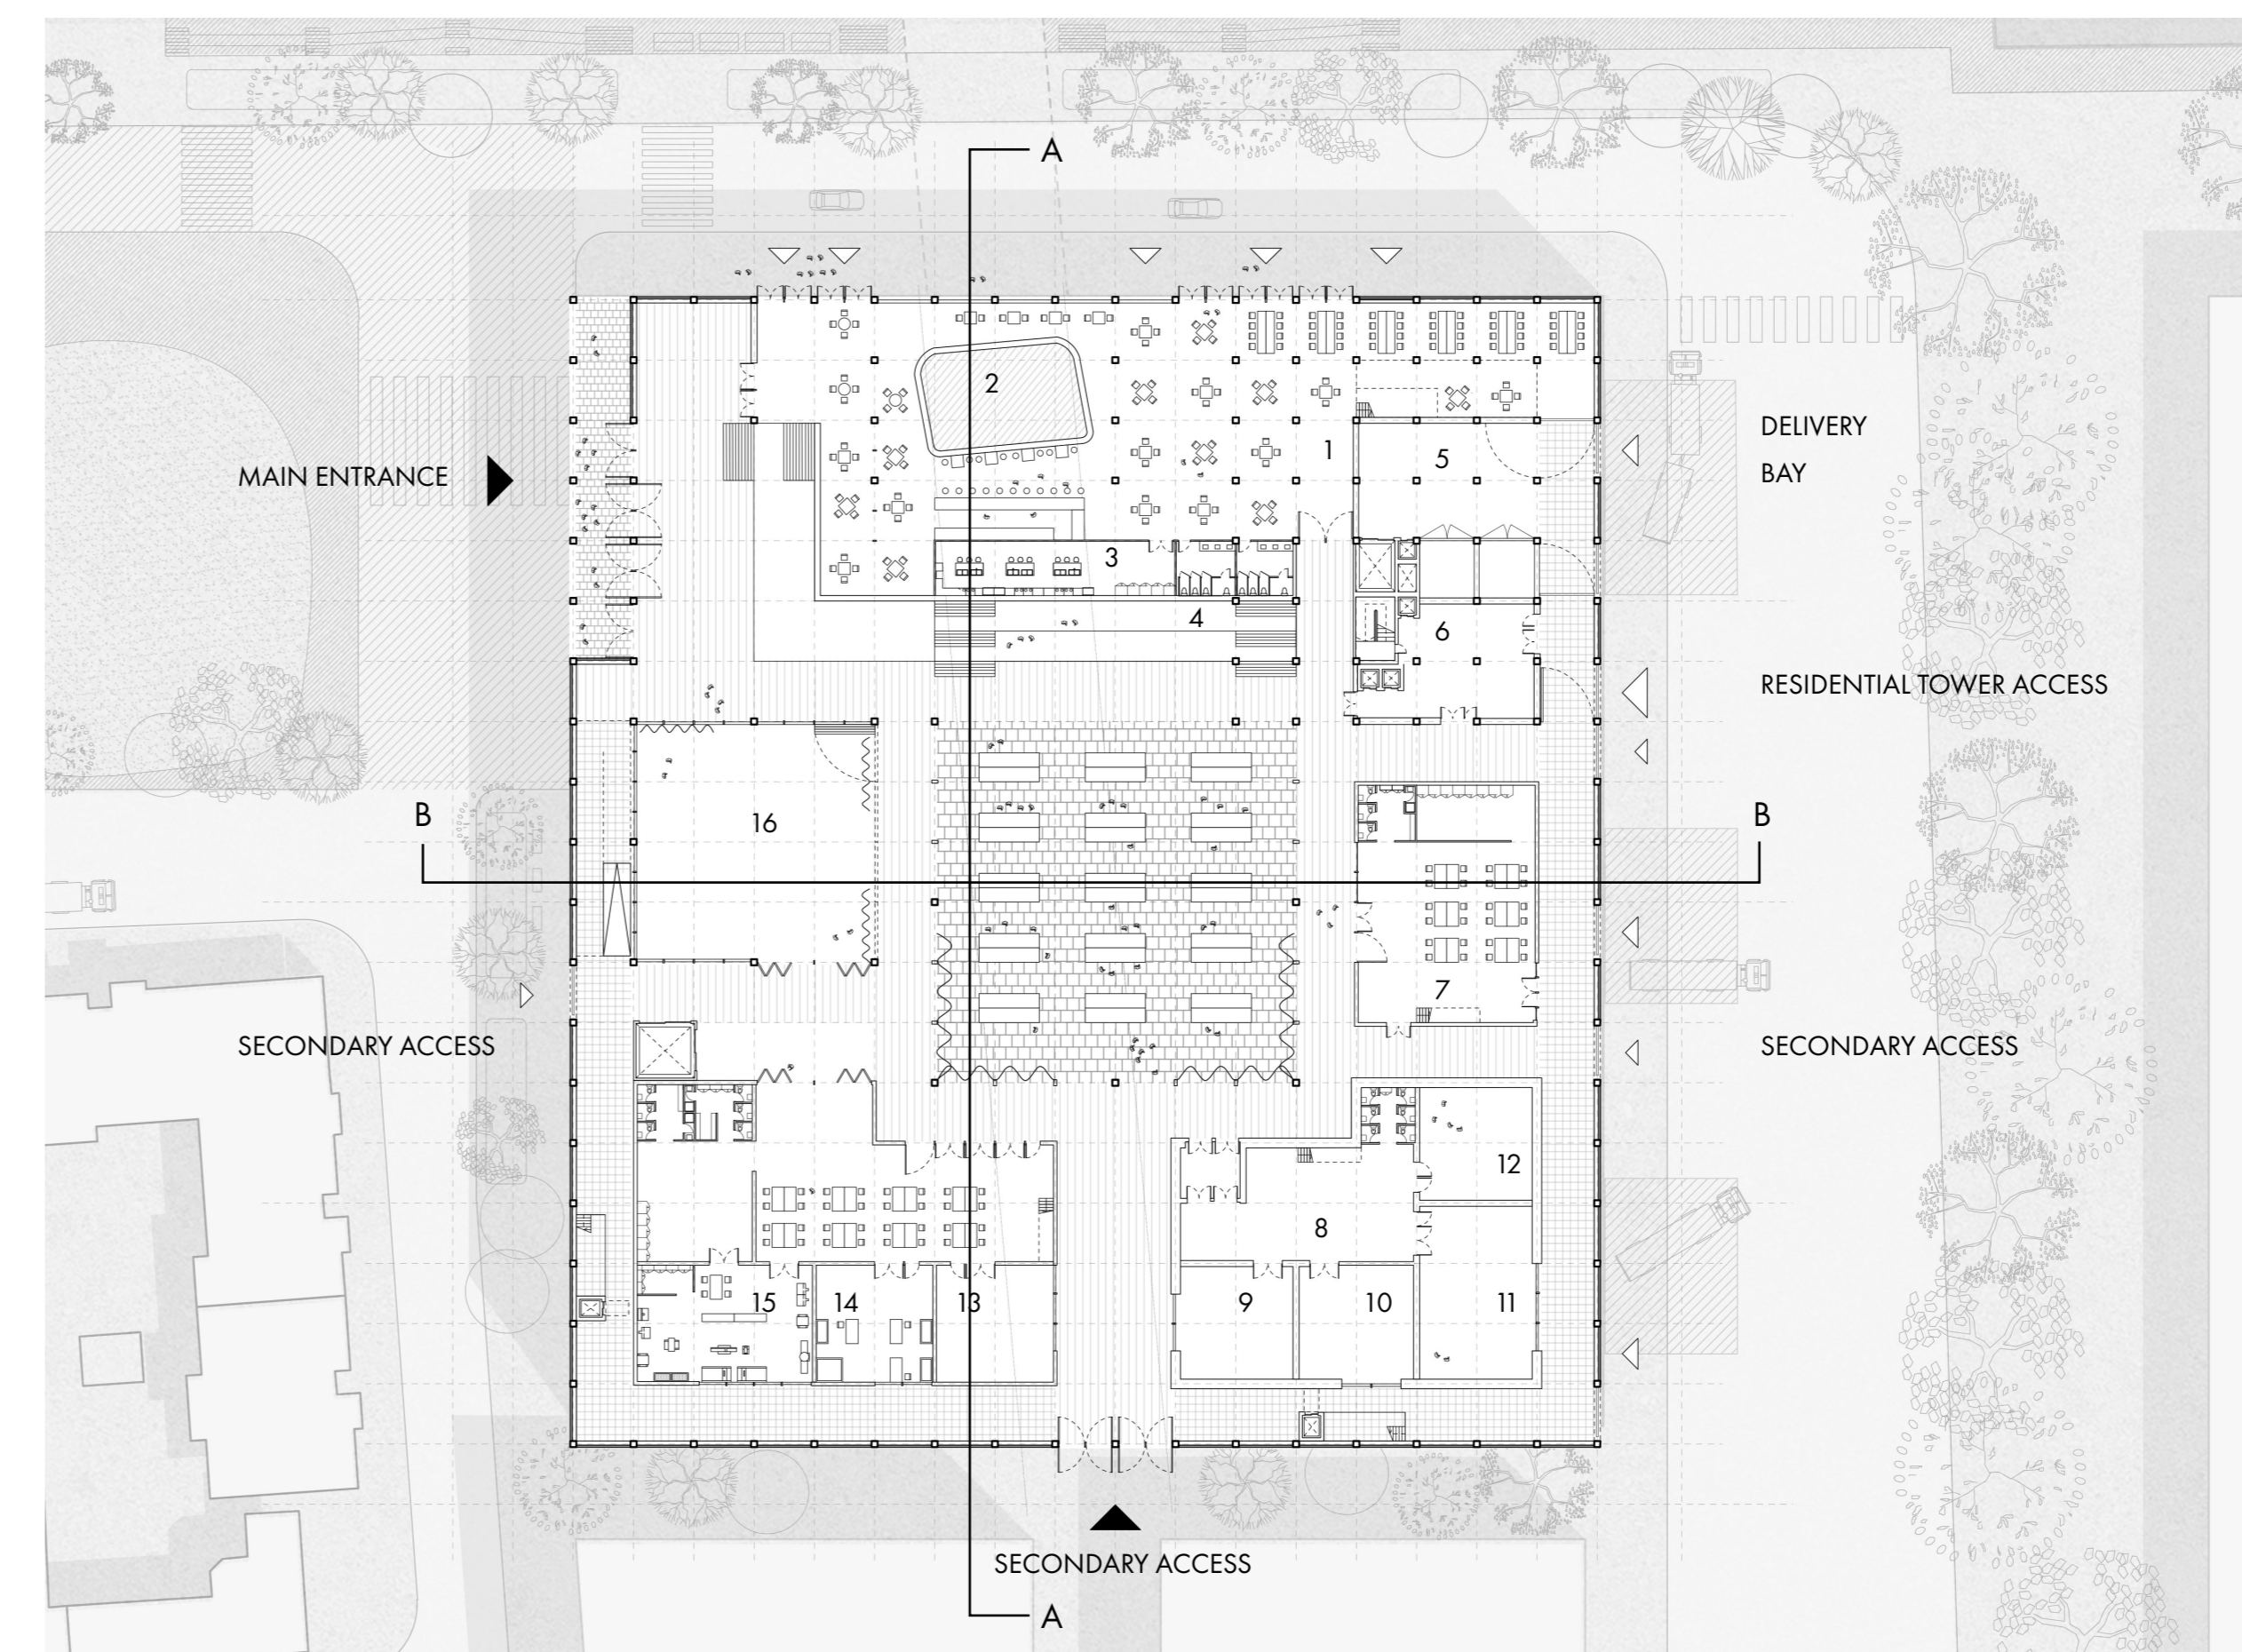 A
2
1
MAIN ENTRANCE
5
DELIVERY
BAY
3
4
6
RESIDENTIAL TOWER ACCESS
B
16
B
7
SECONDARY ACCESS
SECONDARY ACCESS
12
8
15
14
13
9
10
11
SECONDARY ACCESS
A